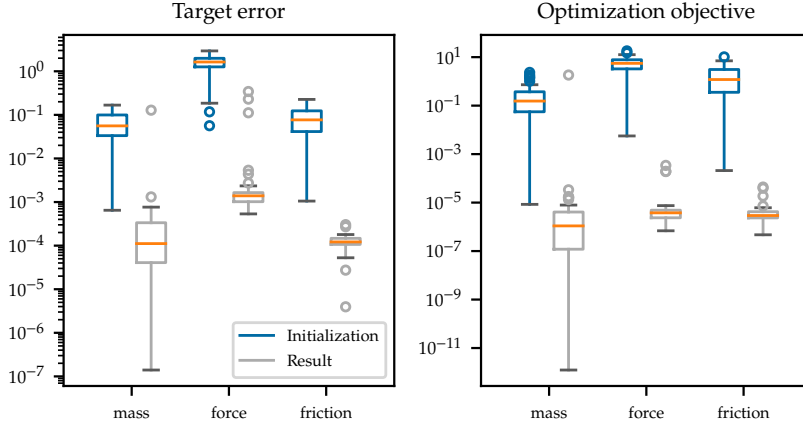 Target error
10^0
10^-1
10^-2
10^-3
10^-4
10^-5
10^-6
10^-7
mass
force
friction
Initialization
Result
Optimization objective
10^1
10^-1
10^-3
10^-5
10^-7
10^-9
10^-11
mass
force
friction